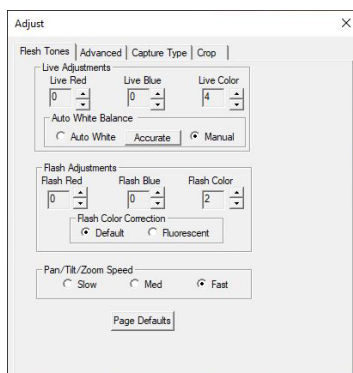 Adjust
Flesh Tones Advanced Capture Type Crop
Live Adjustments
Live Red Live Blue Live Color
0 0 4
Auto White Balance
Auto White Accurate Manual
Flash Adjustments
Flash Red Flash Blue Flash Color
0 0 2
Flash Color Correction
Default Fluorescent
Pan/Tilt/Zoom Speed
Slow Med Fast
Page Defaults